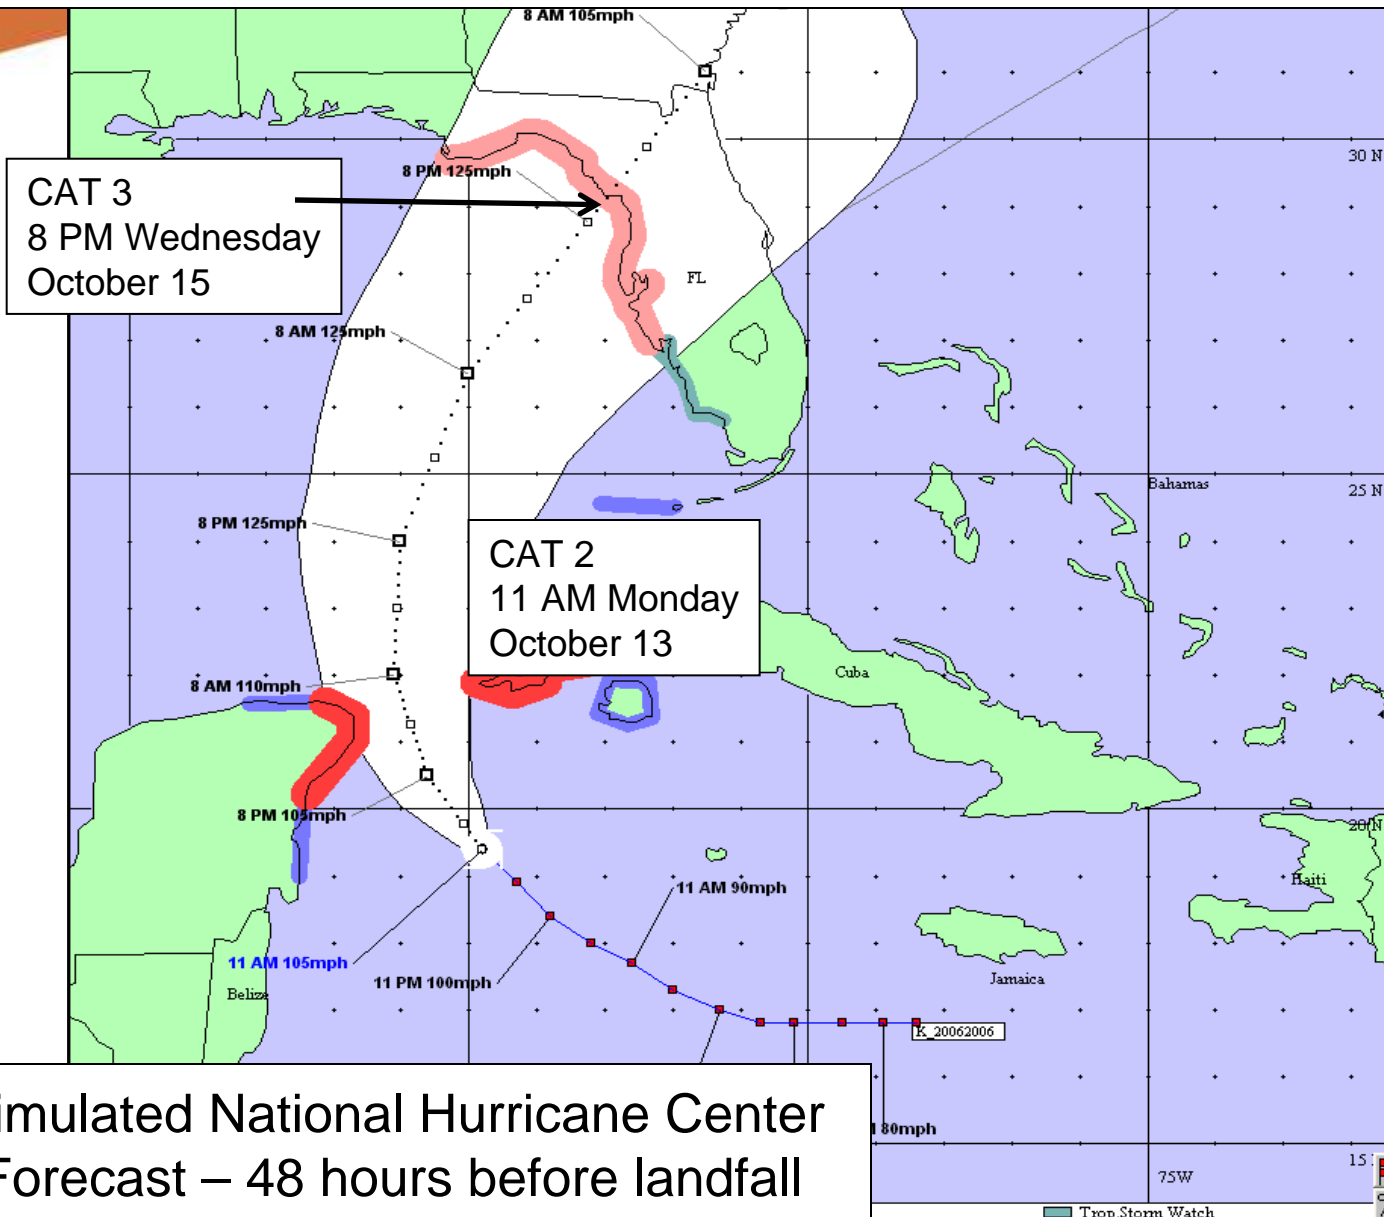 8 AM 105mph
30 N
8 PM 125mph
CAT 3
8 PM Wednesday
October 15
FL
8 AM 125mph
Bahamas
25 N
8 PM 125mph
CAT 2
11 AM Monday
October 13
Cuba
8 AM 110mph
8 PM 105mph
20 N
Haiti
11 AM 90mph
11 AM 105mph
11 PM 100mph
Jamaica
Belize
K_20062006
imulated National Hurricane Center
Forecast – 48 hours before landfall
80mph
15
75W
Trop.Storm Watch